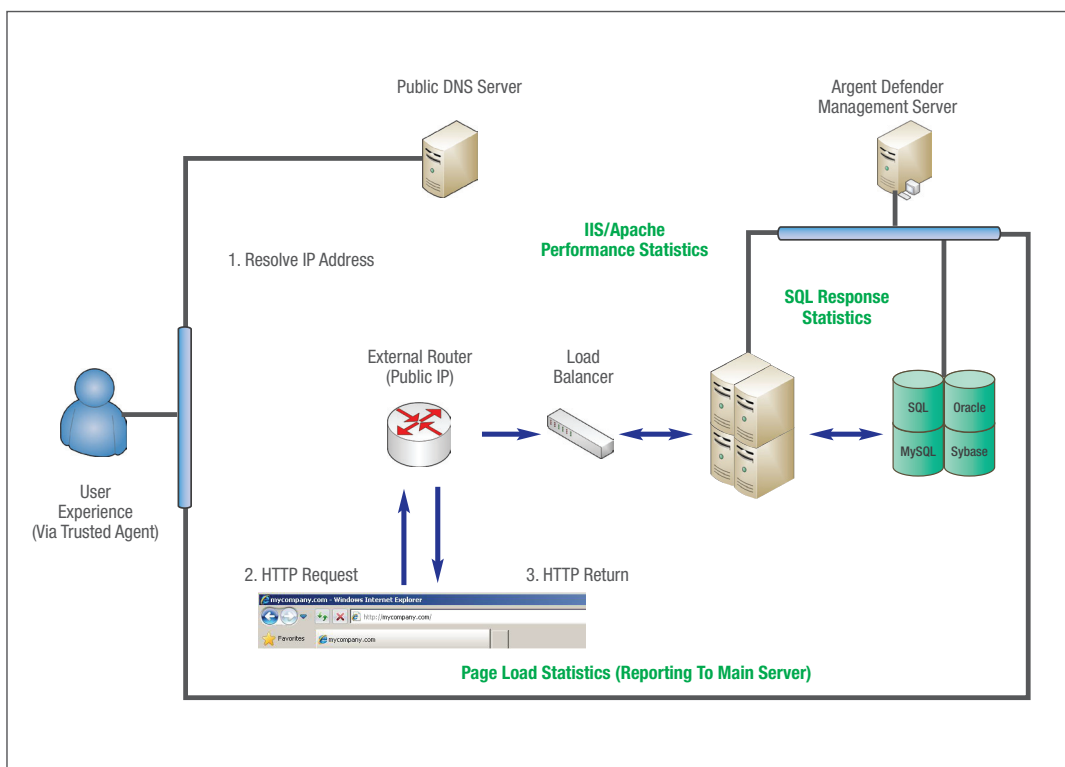 Public DNS Server
Argent Defender
Management Server
IIS/Apache
Performance Statistics
1. Resolve IP Address
SQL Response
Statistics
External Router
(Public IP)
Load
Balancer
SQL
Oracle
MySQL
Sybase
User
Experience
(Via Trusted Agent)
2. HTTP Request
3. HTTP Return
mycompany.com - Windows Internet Explorer
http://mycompany.com/
Favorites
mycompany.com
Page Load Statistics (Reporting To Main Server)